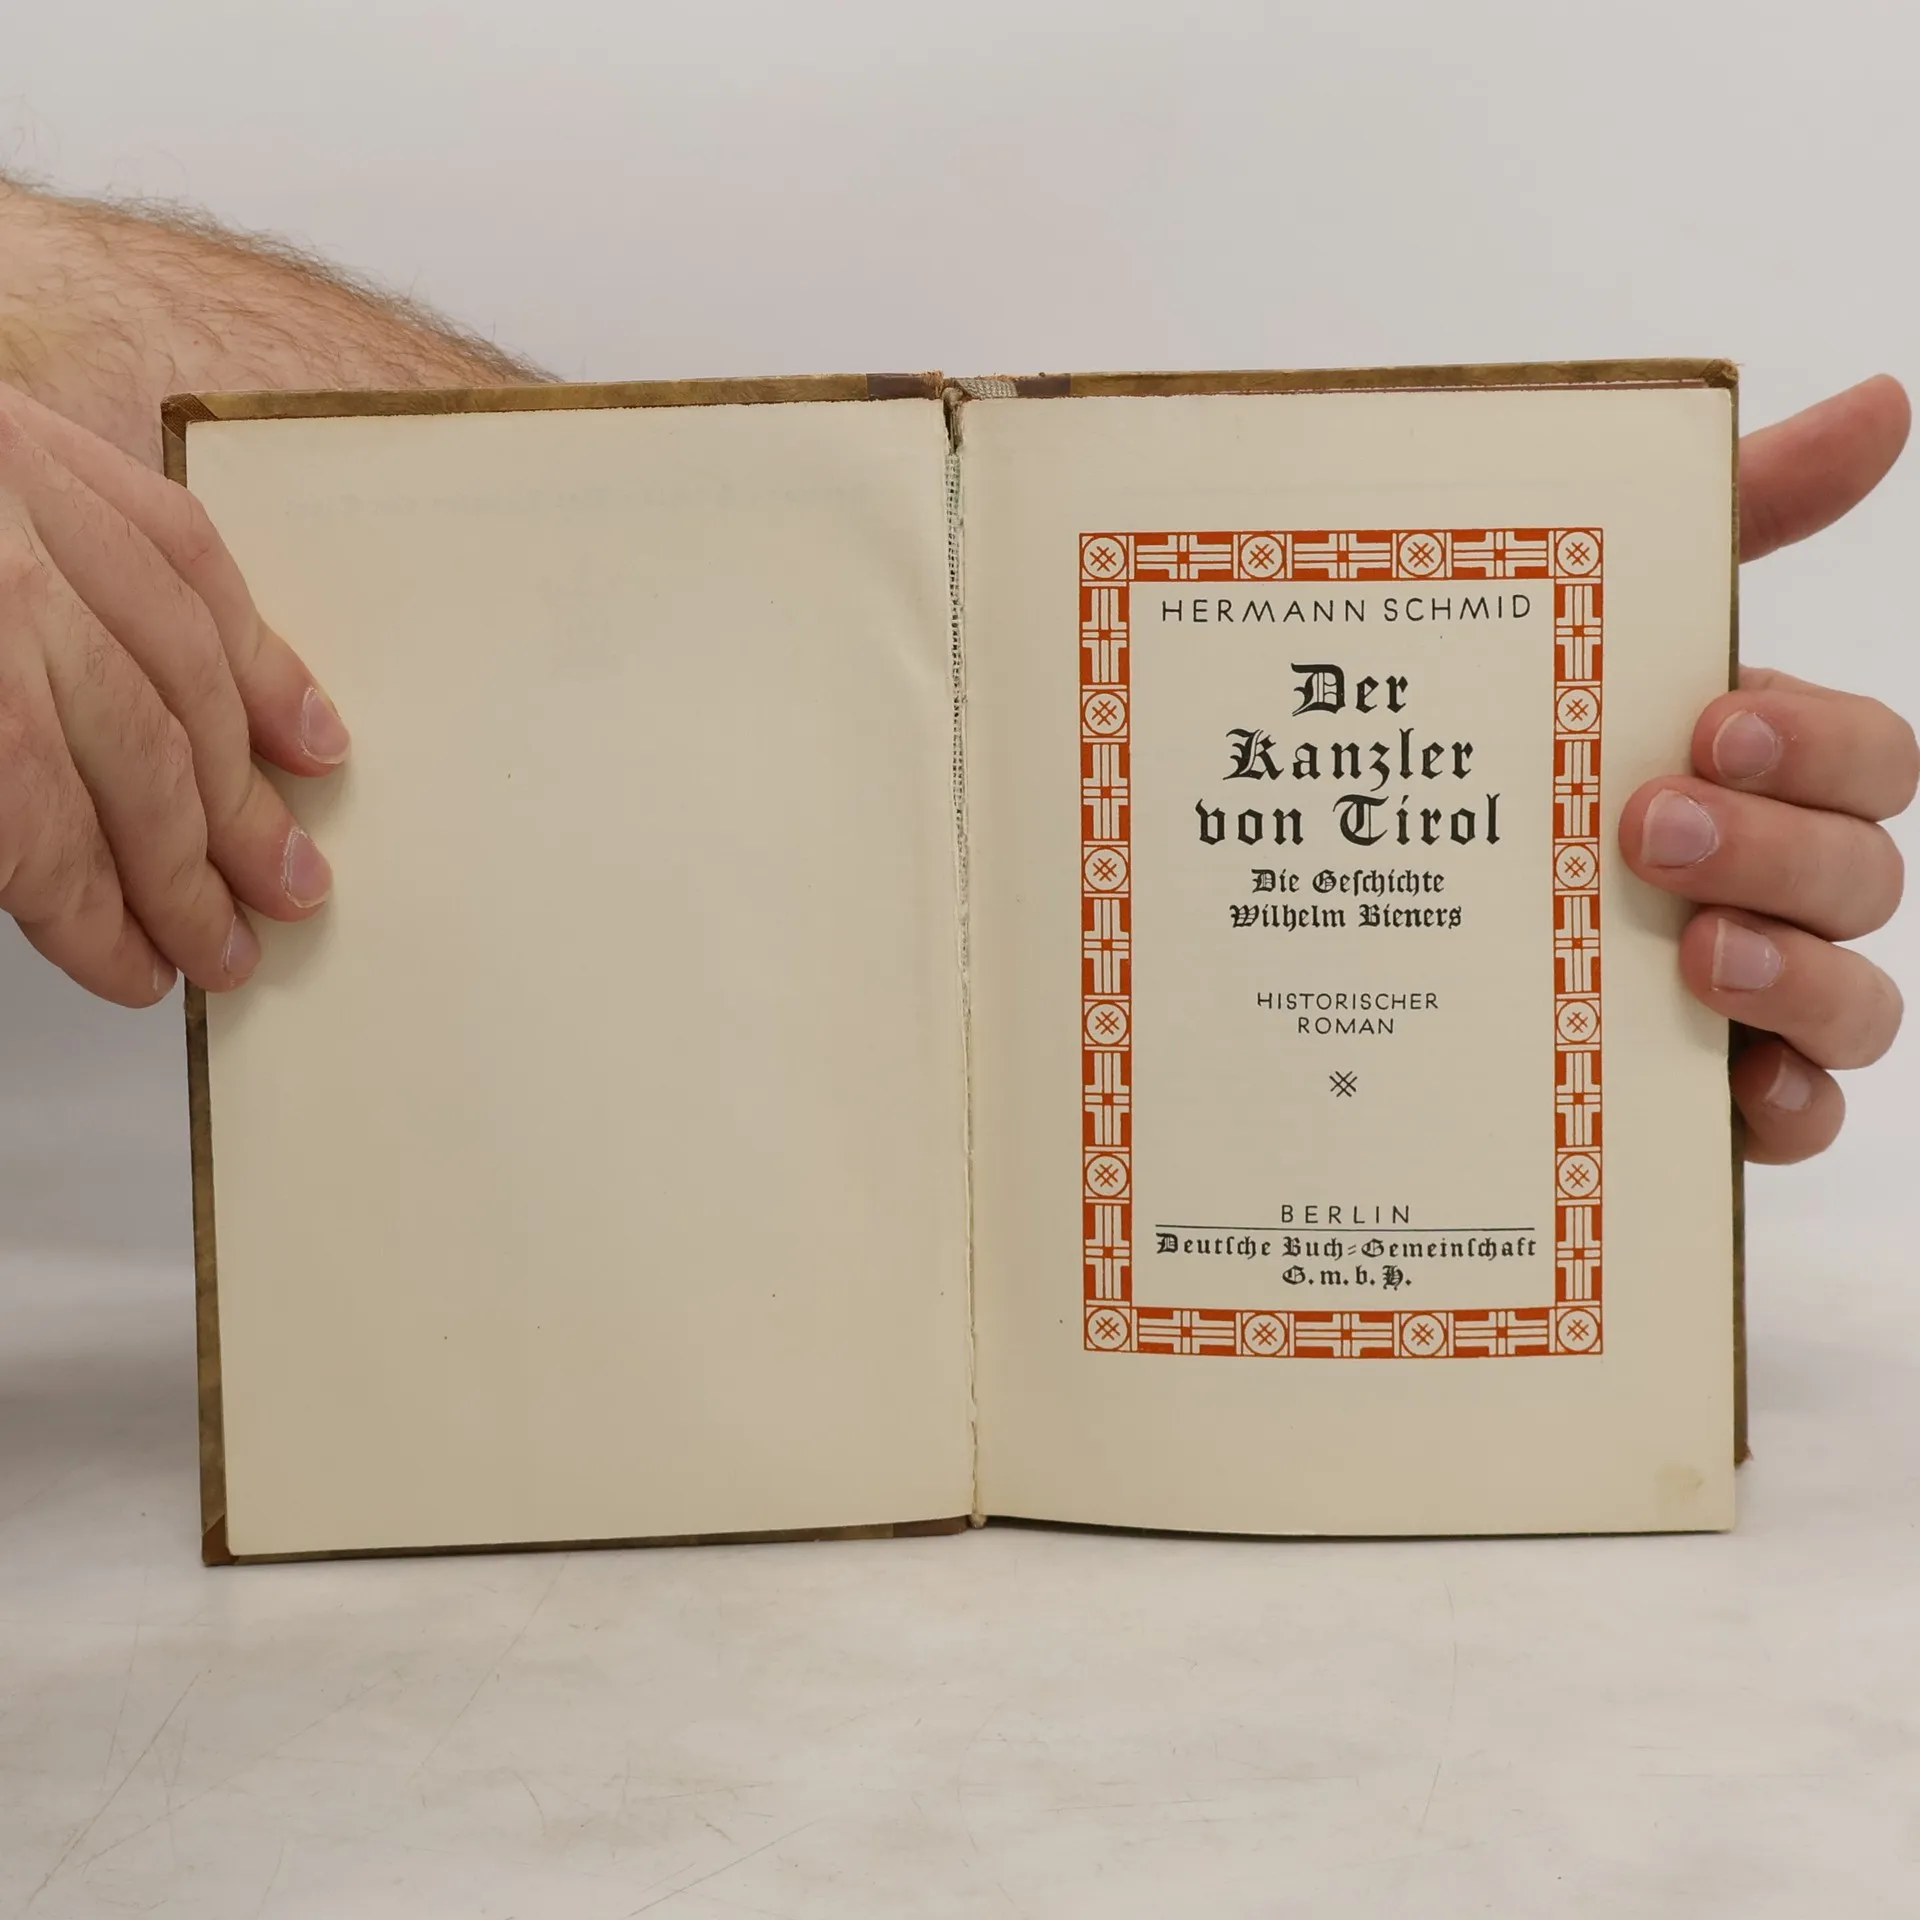 HERMANN SCHMID
Der
Kanzler
von Tirol
Die Geſchichte
Wilhelm Bieners
HISTORISCHER
ROMAN
BERLIN
Deutſche Buch=Gemeinſchaft
G. m. b. H.